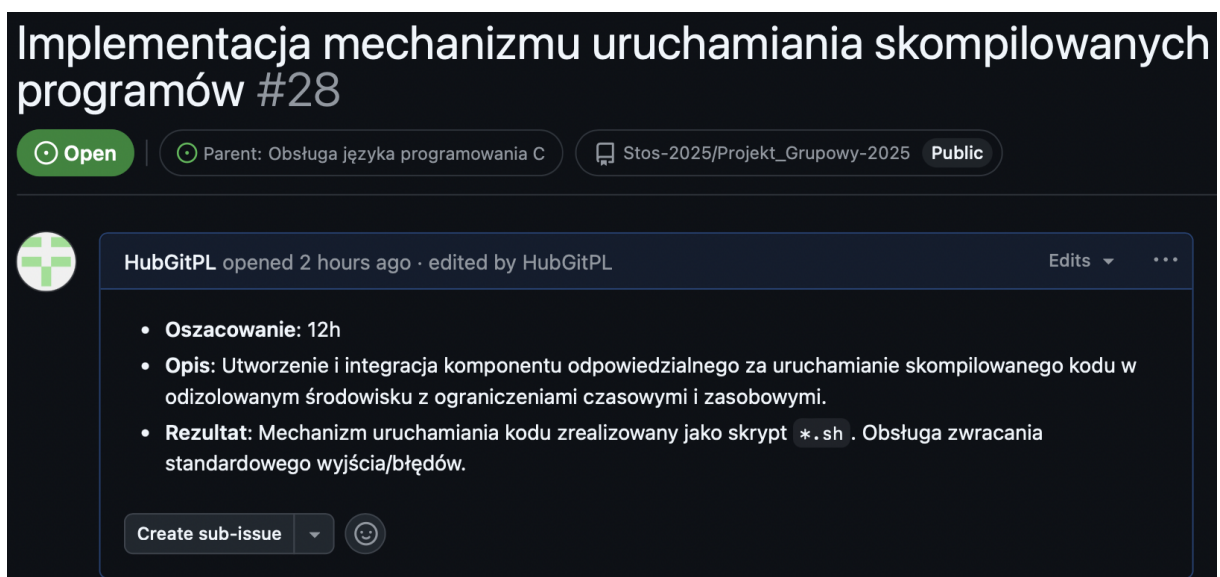 Implementacja mechanizmu uruchamiania skompilowanych
programów #28
Open
Parent: Obsługa języka programowania C
Stos-2025/Projekt_Grupowy-2025 Public
HubGitPL opened 2 hours ago · edited by HubGitPL
Edits
• Oszacowanie: 12h
• Opis: Utworzenie i integracja komponentu odpowiedzialnego za uruchamianie skompilowanego kodu w
odizolowanym środowisku z ograniczeniami czasowymi i zasobowymi.
• Rezultat: Mechanizm uruchamiania kodu zrealizowany jako skrypt *.sh. Obsługa zwracania
standardowego wyjścia/błędów.
Create sub-issue